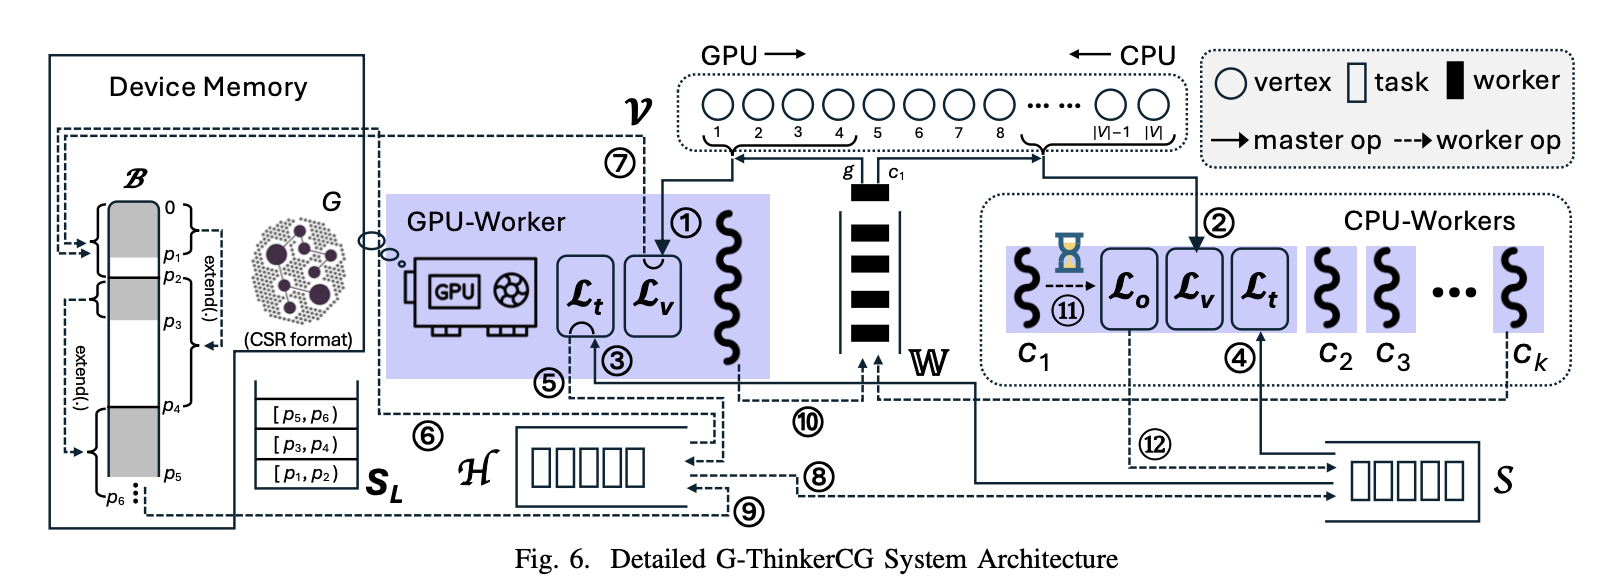 GPU → ← CPU
Device Memory
𝓥
1 2 3 4 5 6 7 8 ... ... |V|−1 |V|
vertex task worker
master op worker op
⑦
g c₁
𝓑
0
G
GPU-Worker
①
②
CPU-Workers
p₁
p₂
p₃
extend(.)
GPU
𝓛t
𝓛v
⑪
𝓛o
𝓛v
𝓛t
...
(CSR format)
③
𝕎
④
c₁ c₂ c₃ cₖ
extend(.)
p₄
⑤
[ p₅, p₆)
[ p₃, p₄)
[ p₁, p₂)
S_L
⑥
⑩
⑫
𝓗
⑧
𝒮
p₅
p₆
⑨
Fig. 6. Detailed G-ThinkerCG System Architecture